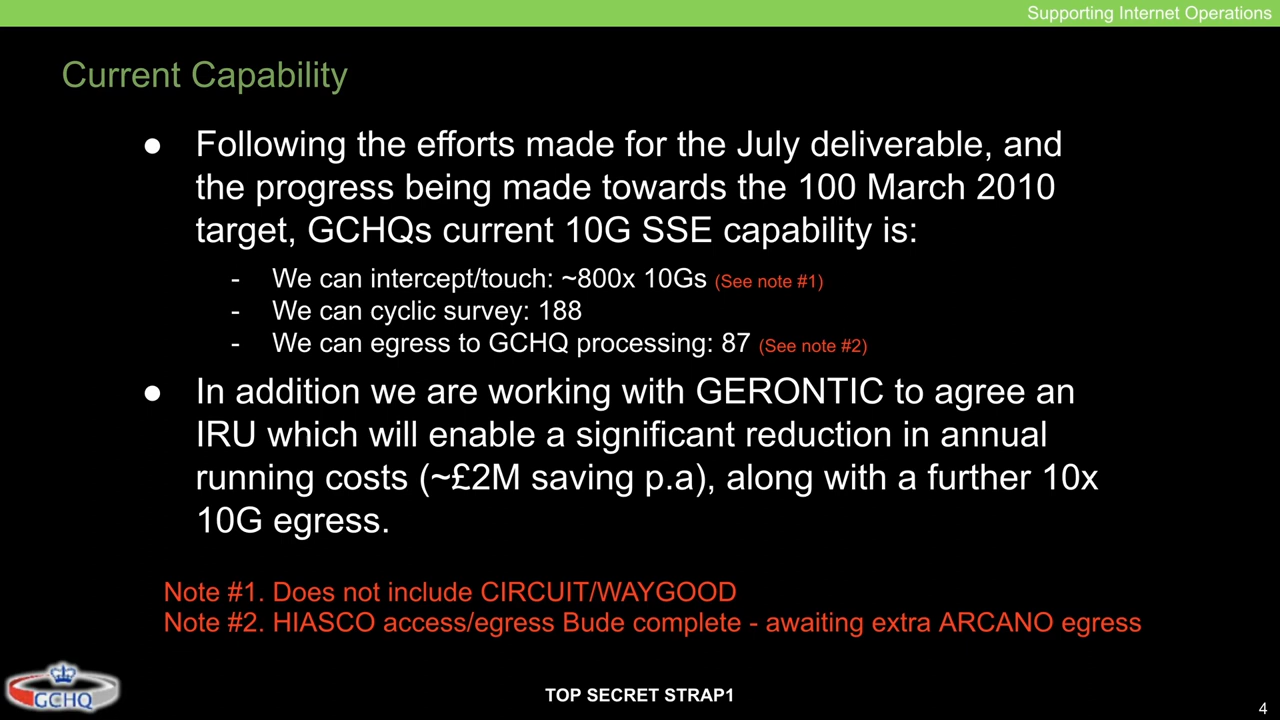 Supporting Internet Operations
Current Capability
● Following the efforts made for the July deliverable, and
the progress being made towards the 100 March 2010
target, GCHQs current 10G SSE capability is:
- We can intercept/touch: ~800x 10Gs (See note #1)
- We can cyclic survey: 188
- We can egress to GCHQ processing: 87 (See note #2)
● In addition we are working with GERONTIC to agree an
IRU which will enable a significant reduction in annual
running costs (~£2M saving p.a), along with a further 10x
10G egress.
Note #1. Does not include CIRCUIT/WAYGOOD
Note #2. HIASCO access/egress Bude complete - awaiting extra ARCANO egress
GCHQ
TOP SECRET STRAP1
4